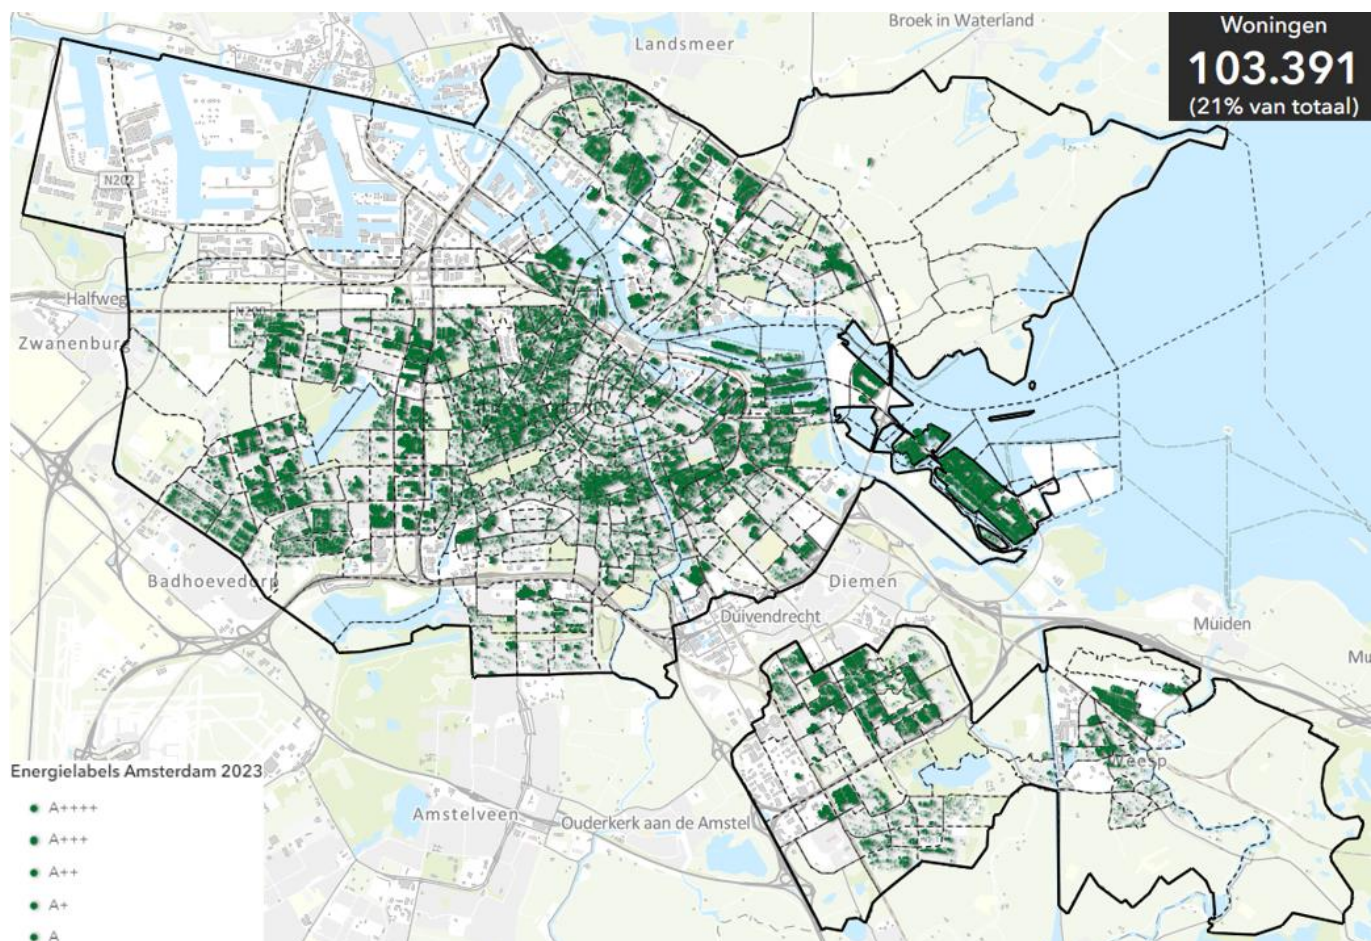 Broek in Waterland
Landsmeer
Woningen
103.391
(21% van totaal)
N202
Halfweg
N200
Zwanenburg
Badhoevedorp
Diemen
Duivendrecht
Muiden
Weesp
Energielabels Amsterdam 2023
A++++
A+++
A++
A+
A
Amstelveen
Ouderkerk aan de Amstel